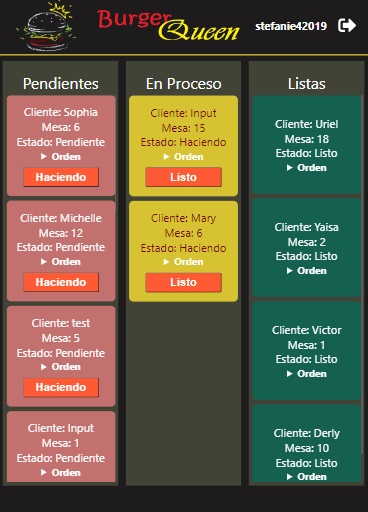 Burger
Queen
stefanie42019
Pendientes
Cliente: Sophia
Mesa: 6
Estado: Pendiente
▶ Orden
Haciendo
Cliente: Michelle
Mesa: 12
Estado: Pendiente
▶ Orden
Haciendo
Cliente: test
Mesa: 5
Estado: Pendiente
▶ Orden
Haciendo
Cliente: Input
Mesa: 1
Estado: Pendiente
▶ Orden
En Proceso
Cliente: Input
Mesa: 15
Estado: Haciendo
▶ Orden
Listo
Cliente: Mary
Mesa: 6
Estado: Haciendo
▶ Orden
Listo
Listas
Cliente: Uriel
Mesa: 18
Estado: Listo
▶ Orden
Cliente: Yaisa
Mesa: 2
Estado: Listo
▶ Orden
Cliente: Victor
Mesa: 1
Estado: Listo
▶ Orden
Cliente: Derly
Mesa: 10
Estado: Listo
▶ Orden